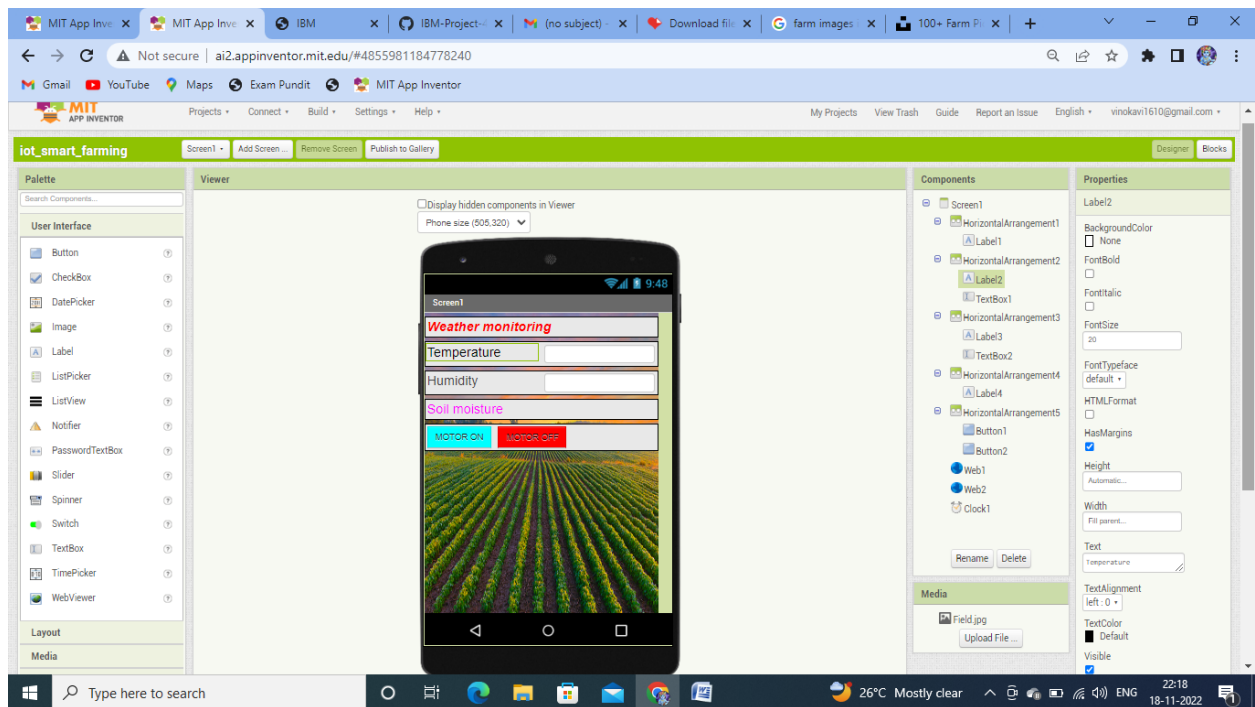 MIT App Inve
MIT App Inve
IBM
IBM-Project-
M (no subject) -
Download file
farm images
100+ Farm Pi
Not secure | ai2.appinventor.mit.edu/#4855981184778240
Gmail YouTube Maps Exam Pundit MIT App Inventor
MIT
APP INVENTOR
Projects Connect Build Settings Help
My Projects View Trash Guide Report an Issue English vinokavi1610@gmail.com
iot_smart_farming
Screen1 Add Screen ... Remove Screen Publish to Gallery
Designer Blocks
Palette
Search Components...
User Interface
Button
CheckBox
DatePicker
Image
Label
ListPicker
ListView
Notifier
PasswordTextBox
Slider
Spinner
Switch
TextBox
TimePicker
WebViewer
Layout
Media
Viewer
Display hidden components in Viewer
Phone size (505,320)
9:48
Screen1
Weather monitoring
Temperature
Humidity
Soil moisture
MOTOR ON MOTOR OFF
Components
Screen1
HorizontalArrangement1
Label1
HorizontalArrangement2
Label2
TextBox1
HorizontalArrangement3
Label3
TextBox2
HorizontalArrangement4
Label4
HorizontalArrangement5
Button1
Button2
Web1
Web2
Clock1
Rename Delete
Media
Field.jpg
Upload File ...
Properties
Label2
BackgroundColor
None
FontBold
FontItalic
FontSize
20
FontTypeface
default
HTMLFormat
HasMargins
Height
Automatic...
Width
Fill parent...
Text
Temperature
TextAlignment
left : 0
TextColor
Default
Visible
Type here to search
26°C Mostly clear
ENG
22:18
18-11-2022
1